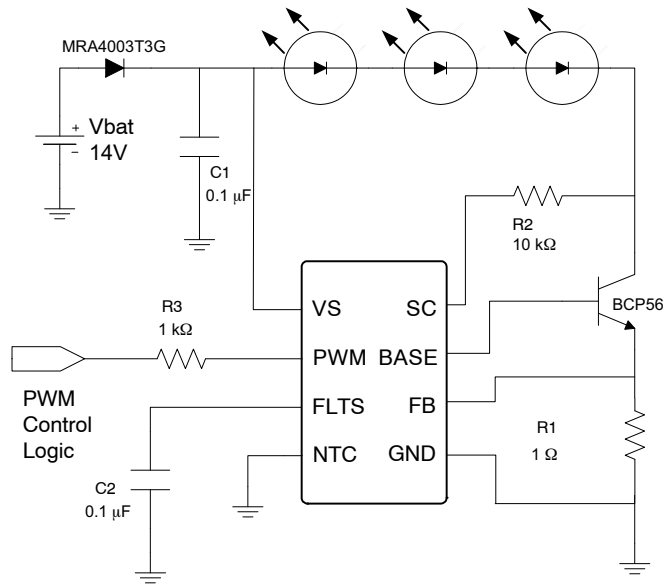 MRA4003T3G
+ Vbat
− 14V
C1
0.1 μF
R2
10 kΩ
R3
1 kΩ
VS
SC
BCP56
PWM
BASE
PWM
Control
Logic
FLTS
FB
R1
1 Ω
NTC
GND
C2
0.1 μF